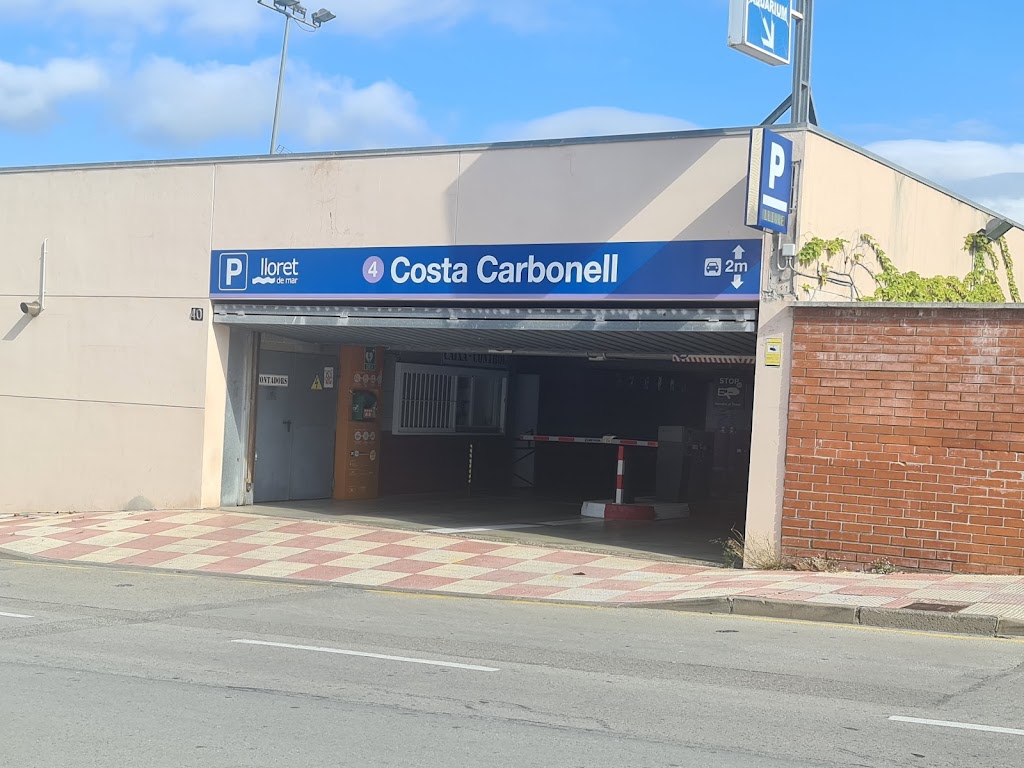 AQUARIUM
P
P
lloret
de mar
4
Costa Carbonell
2m
40
STOP